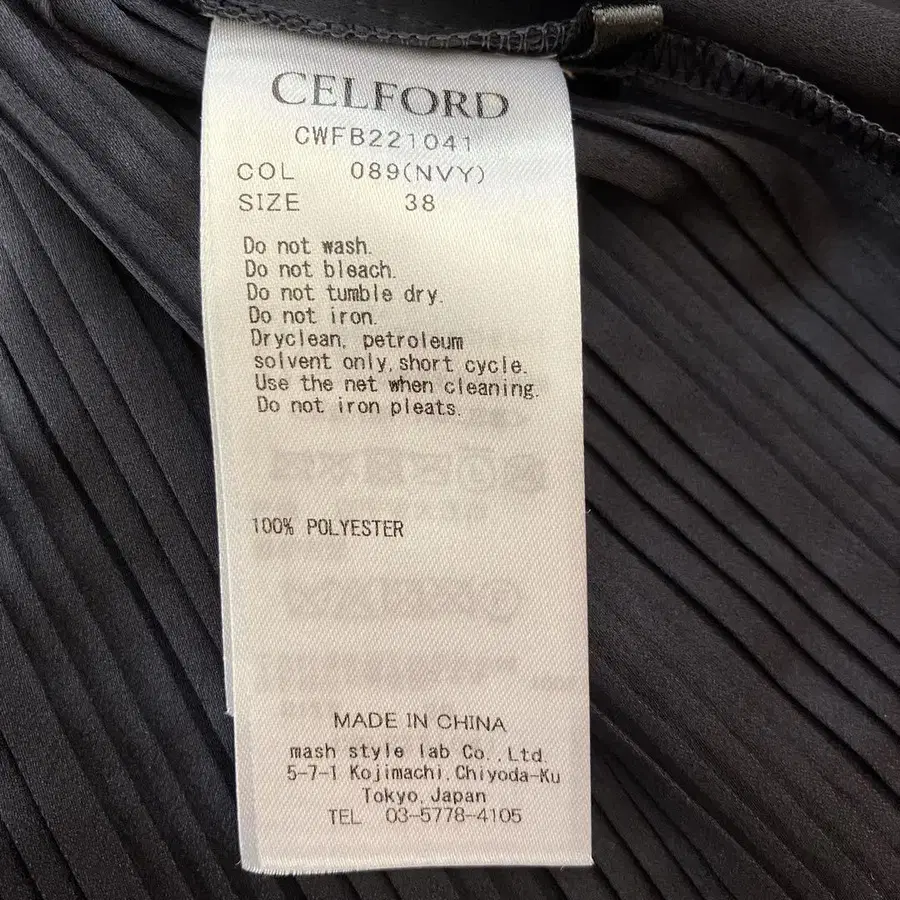 CELFORD
CWFB221041
COL 089(NVY)
SIZE 38
Do not wash.
Do not bleach.
Do not tumble dry.
Do not iron.
Dryclean, petroleum
solvent only, short cycle.
Use the net when cleaning.
Do not iron pleats.
100% POLYESTER
MADE IN CHINA
mash style lab Co., Ltd.
5-7-1 Kojimachi, Chiyoda-Ku
Tokyo, Japan
TEL 03-5778-4105